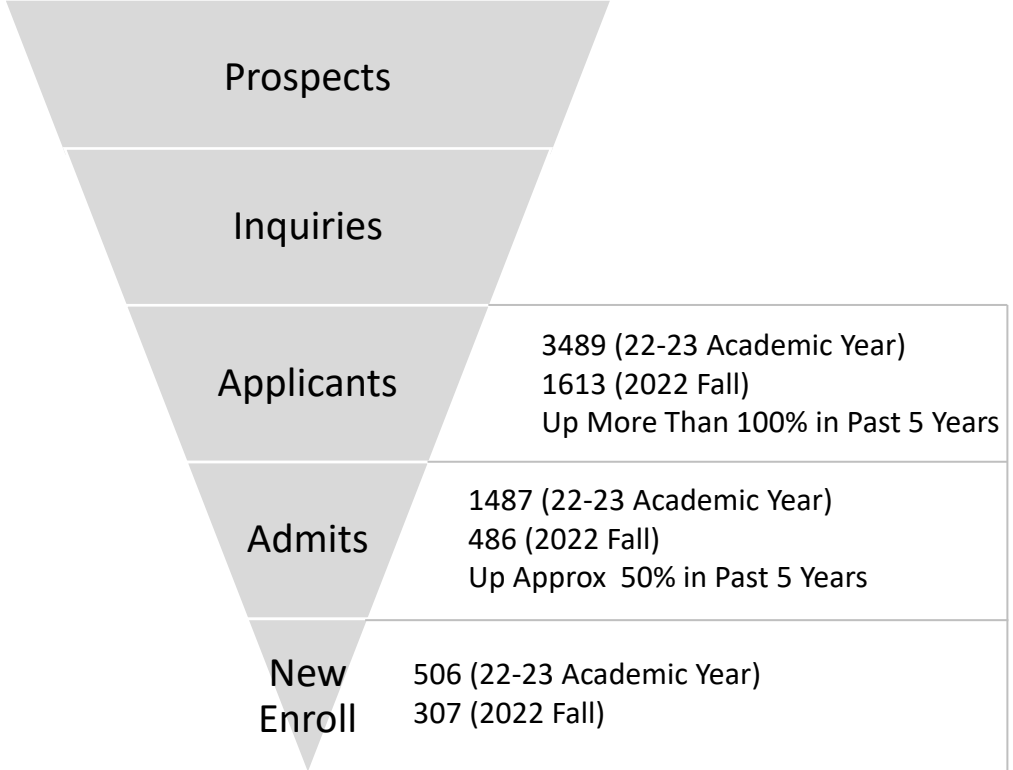 Prospects
Inquiries
Applicants
3489 (22-23 Academic Year)
1613 (2022 Fall)
Up More Than 100% in Past 5 Years
Admits
1487 (22-23 Academic Year)
486 (2022 Fall)
Up Approx  50% in Past 5 Years
New
Enroll
506 (22-23 Academic Year)
307 (2022 Fall)